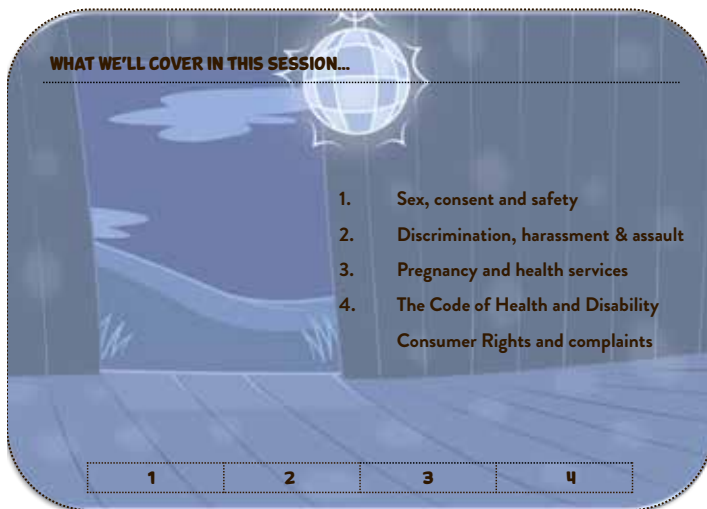 WHAT WE'LL COVER IN THIS SESSION...
1. Sex, consent and safety
2. Discrimination, harassment & assault
3. Pregnancy and health services
4. The Code of Health and Disability
Consumer Rights and complaints
1 2 3 4